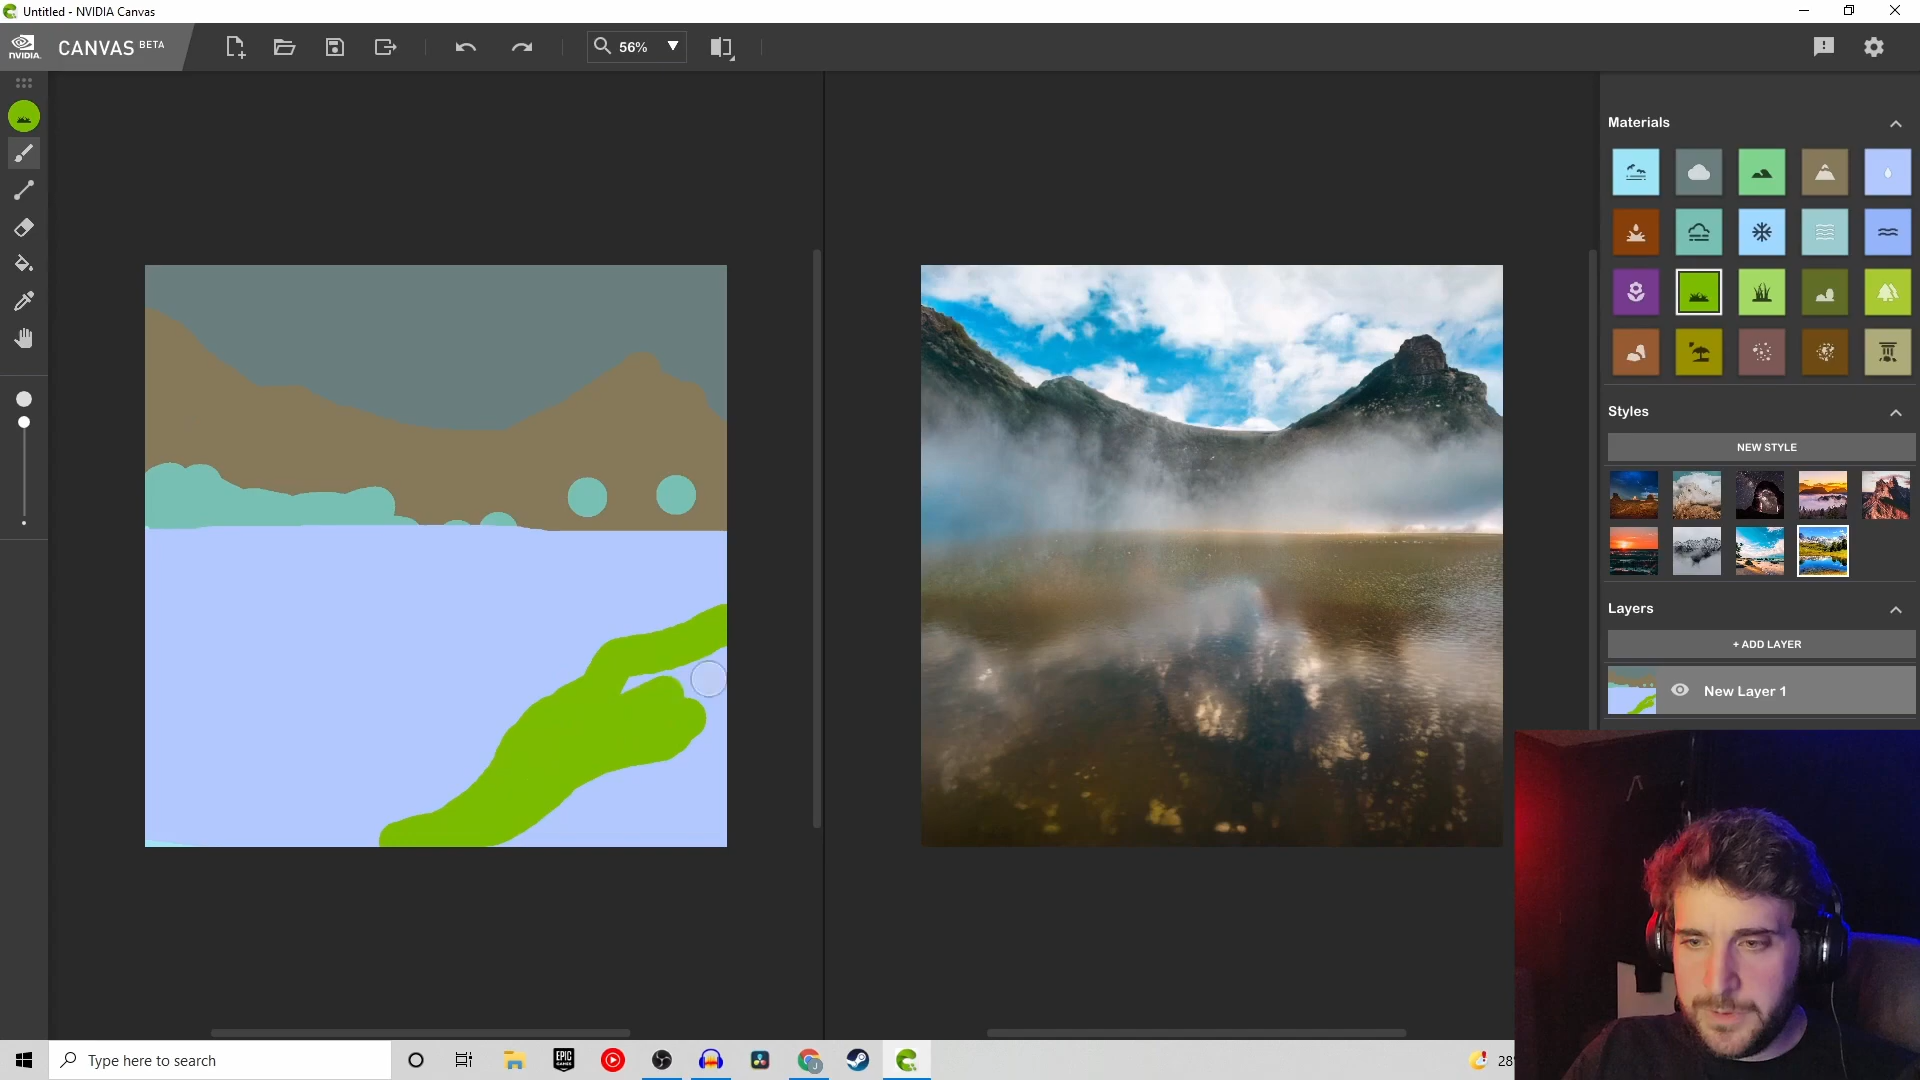 Untitled - NVIDIA Canvas
NVIDIA.
CANVAS BETA
56%
Materials
Styles
NEW STYLE
Layers
+ ADD LAYER
New Layer 1
Type here to search
EPIC
GAMES
28°